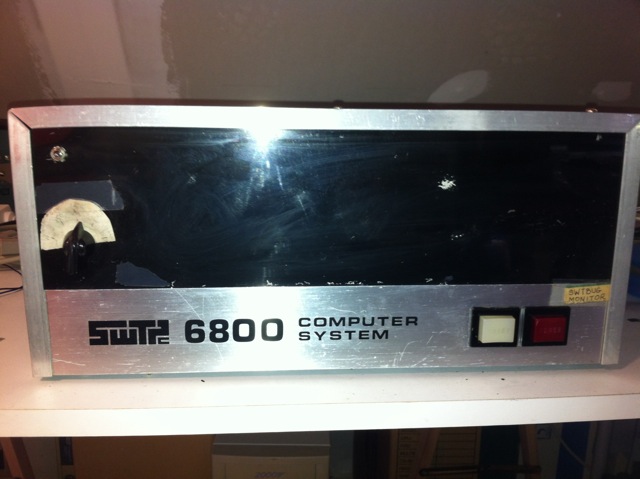 SWTBUG
MONITOR
SWTPC 6800 COMPUTER
SYSTEM